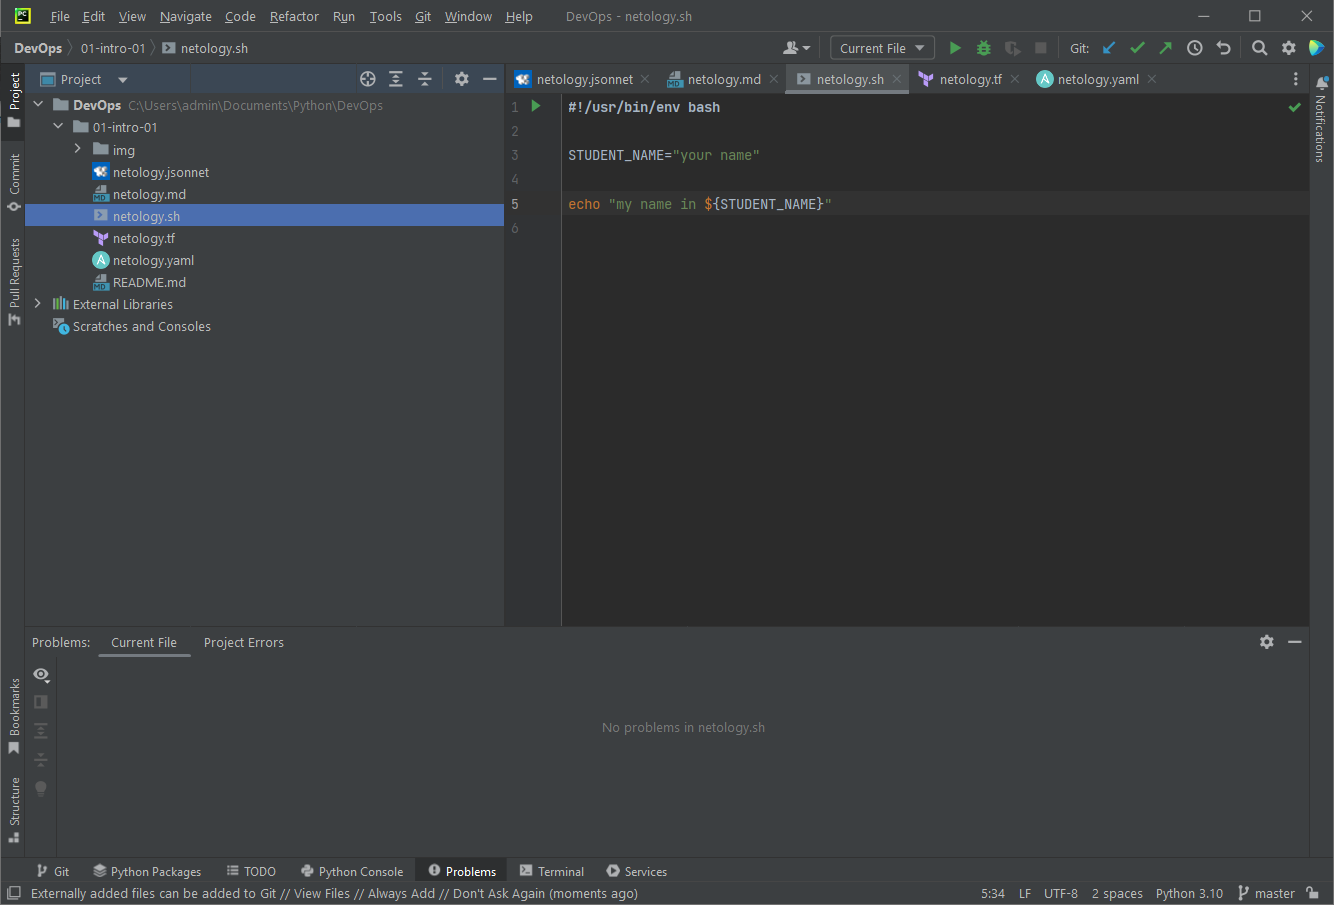 PC File Edit View Navigate Code Refactor Run Tools Git Window Help DevOps - netology.sh
DevOps 01-intro-01 netology.sh Current File Git:
Project
Project
netology.jsonnet netology.md netology.sh netology.tf netology.yaml
Notifications
DevOps C:\Users\admin\Documents\Python\DevOps
01-intro-01
img
netology.jsonnet
MD netology.md
netology.sh
netology.tf
A netology.yaml
MD README.md
External Libraries
Scratches and Consoles
Commit
Pull Requests
1 #!/usr/bin/env bash
2
3 STUDENT_NAME="your name"
4
5 echo "my name in ${STUDENT_NAME}"
6
Problems: Current File Project Errors
No problems in netology.sh
Bookmarks
Structure
Git Python Packages TODO Python Console Problems Terminal Services
Externally added files can be added to Git // View Files // Always Add // Don't Ask Again (moments ago) 5:34 LF UTF-8 2 spaces Python 3.10 master